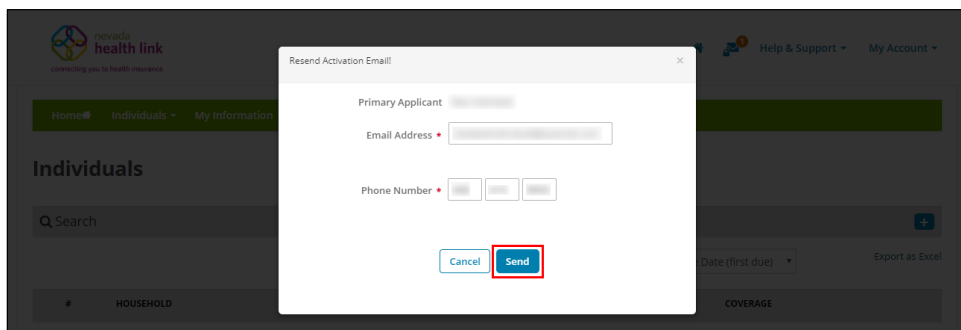 nevada
health link
connecting you to health insurance
1
Help & Support
My Account
Resend Activation Email!
×
Primary Applicant
Email Address *
Phone Number *
Cancel
Send
Home
Individuals
My Information
Individuals
Search
+
Date (first due)
Export as Excel
#
HOUSEHOLD
COVERAGE